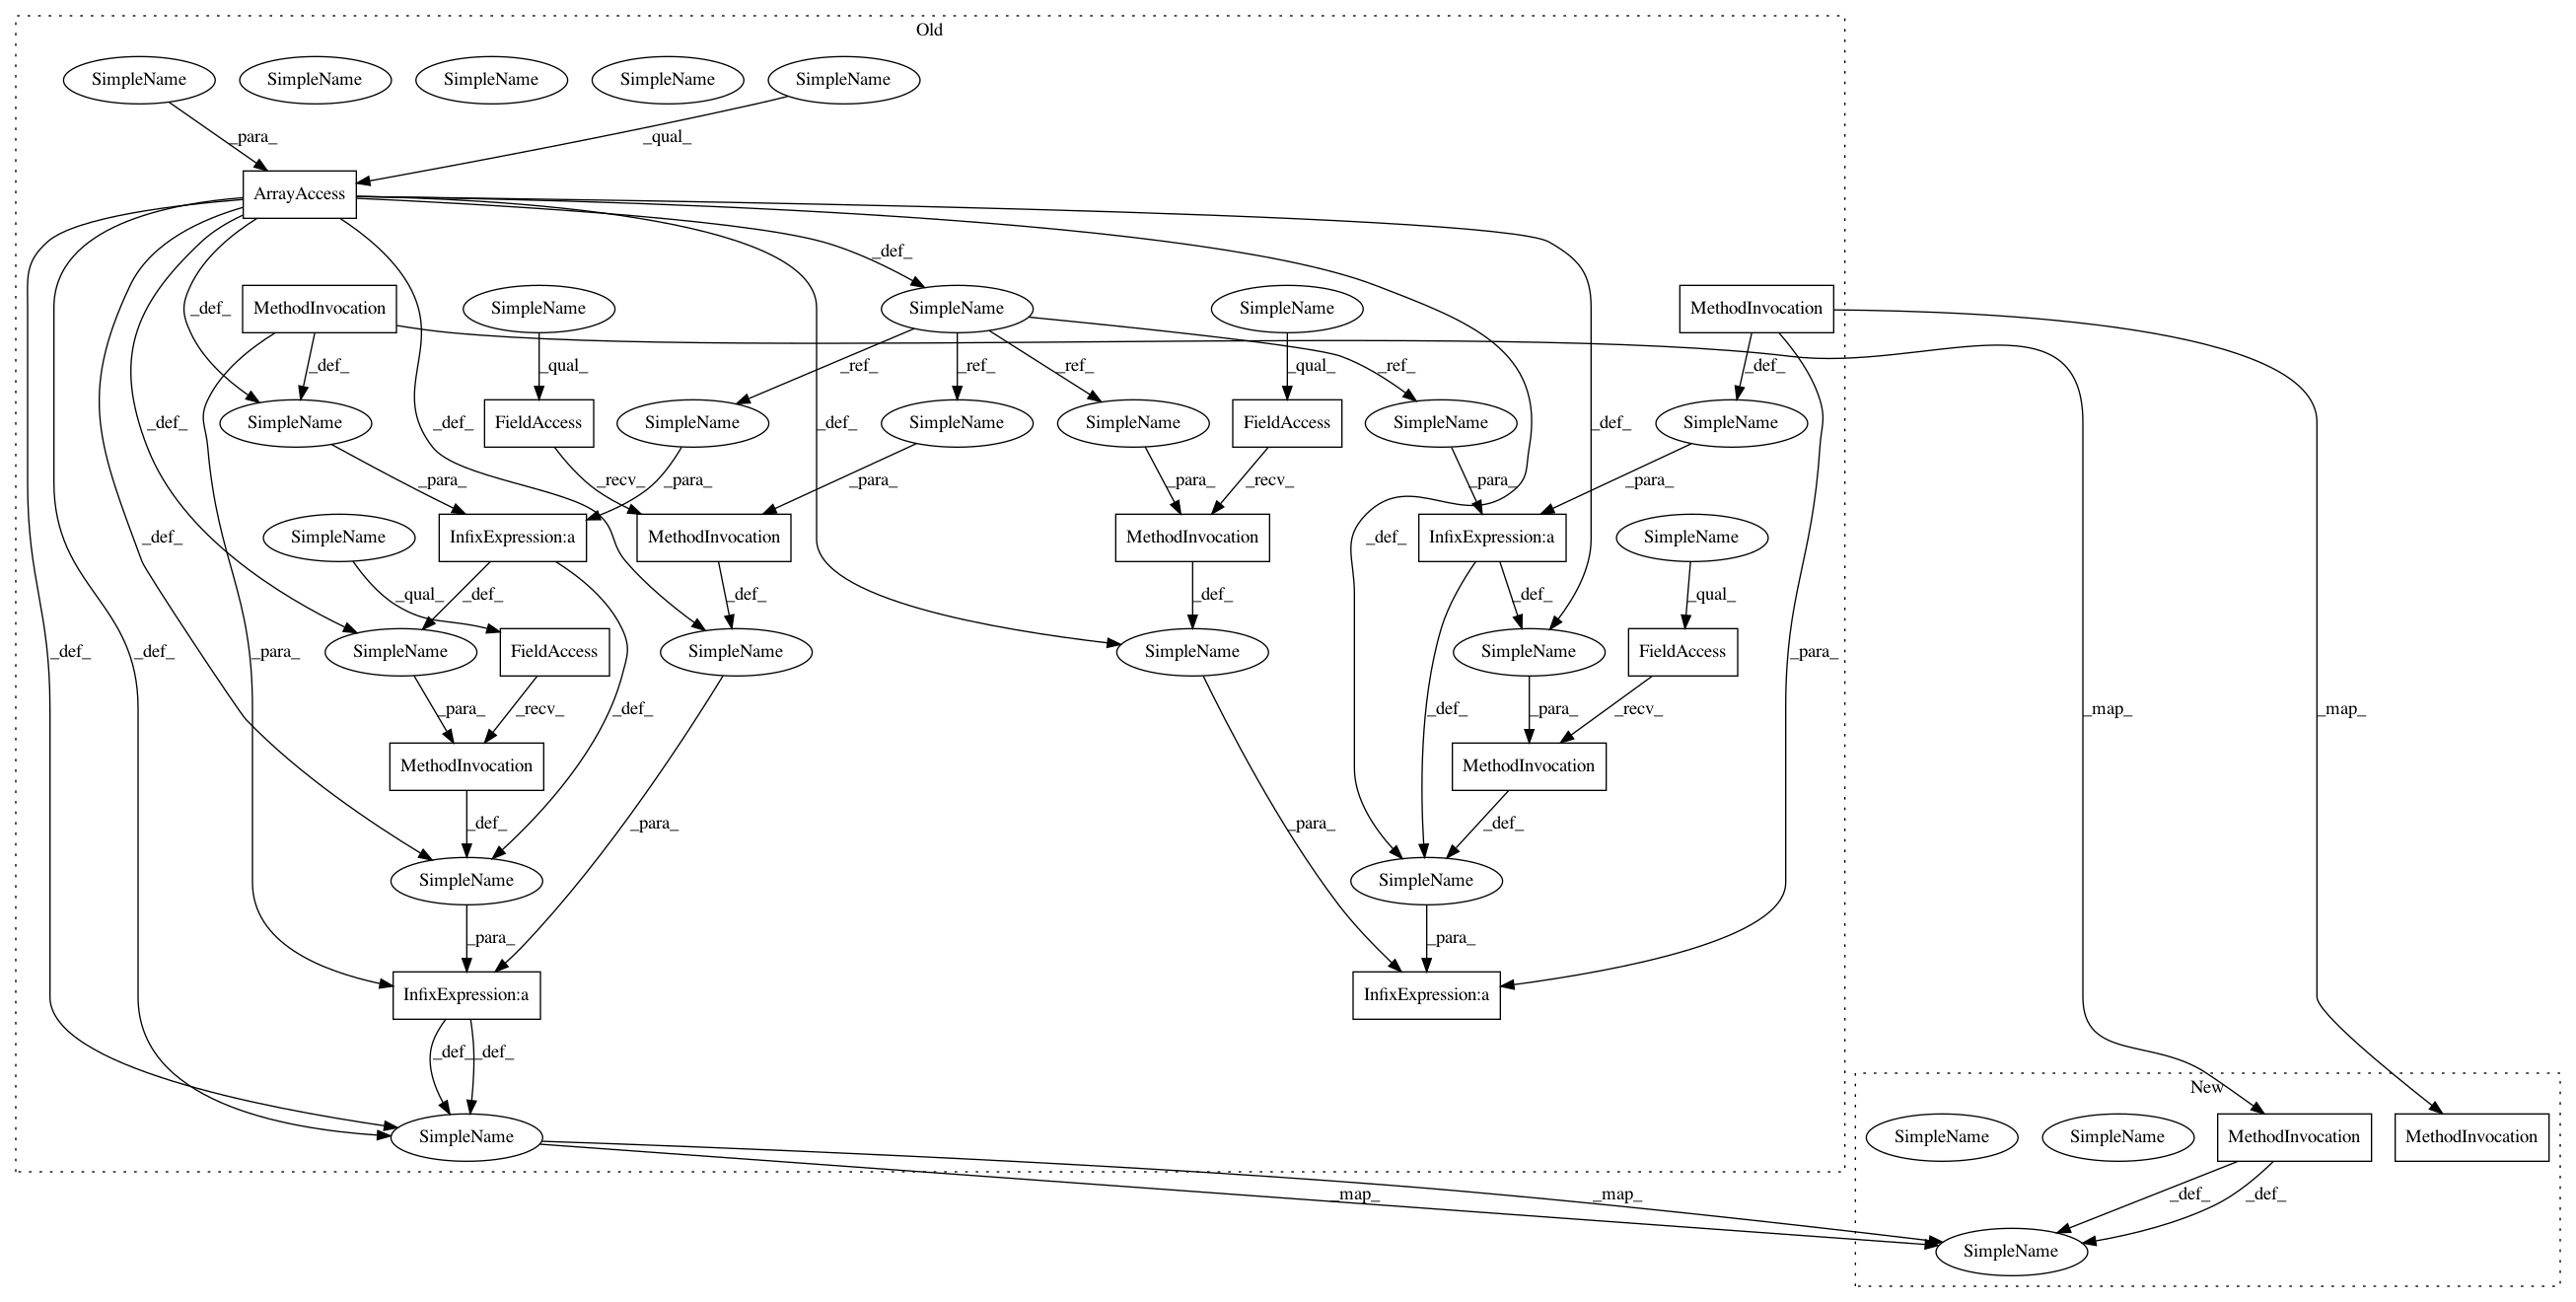 Old
SimpleName SimpleName SimpleName SimpleName SimpleName
_para_ _qual_
ArrayAccess
_def_
_def_ MethodInvocation SimpleName SimpleName SimpleName MethodInvocation
_def_ _qual_ _ref_ _ref_ _ref_ _qual_ _ref_ _def_
SimpleName _def_ _def_ FieldAccess SimpleName _def_ SimpleName SimpleName FieldAccess SimpleName _def_ SimpleName
_para_ _recv_ _para_ _para_ _para_ _recv_ _para_ _para_
_def_ SimpleName InfixExpression:a MethodInvocation MethodInvocation _def_ InfixExpression:a SimpleName
_qual_ _def_ _def_ _def_ _def_ _qual_
_def_ _def_ _para_ SimpleName FieldAccess SimpleName SimpleName SimpleName FieldAccess _para_
_para_ _recv_ _def_ _def_ _para_ _recv_ _map_ _map_
MethodInvocation MethodInvocation
_def_ _para_ _para_ _def_
SimpleName SimpleName
_para_ _para_
InfixExpression:a InfixExpression:a
_def_ _def_
New
SimpleName SimpleName SimpleName MethodInvocation MethodInvocation
_map_ _map_ _def_ _def_
SimpleName